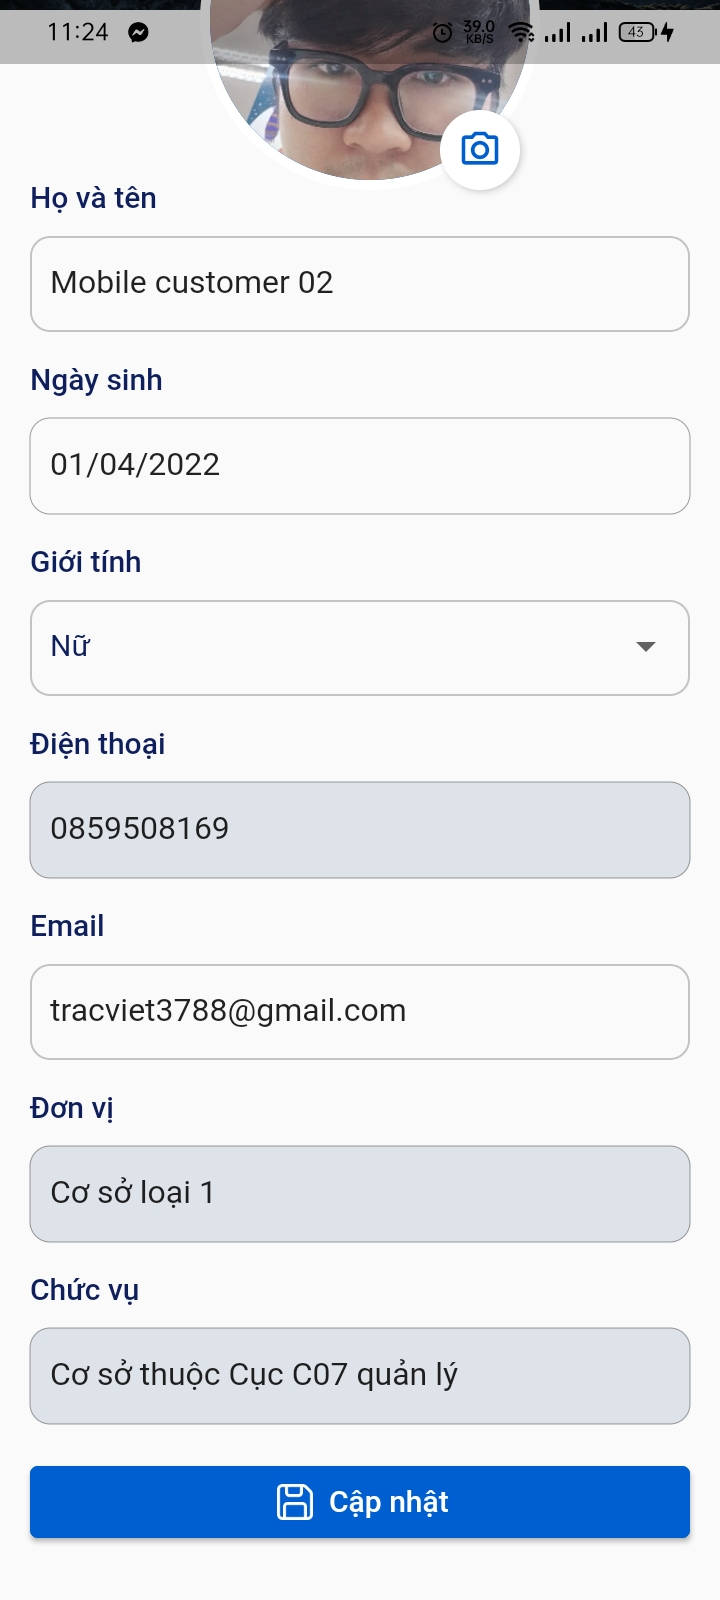 11:24
39.0
KB/S
43
Họ và tên
Mobile customer 02
Ngày sinh
01/04/2022
Giới tính
Nữ
Điện thoại
0859508169
Email
tracviet3788@gmail.com
Đơn vị
Cơ sở loại 1
Chức vụ
Cơ sở thuộc Cục C07 quản lý
Cập nhật